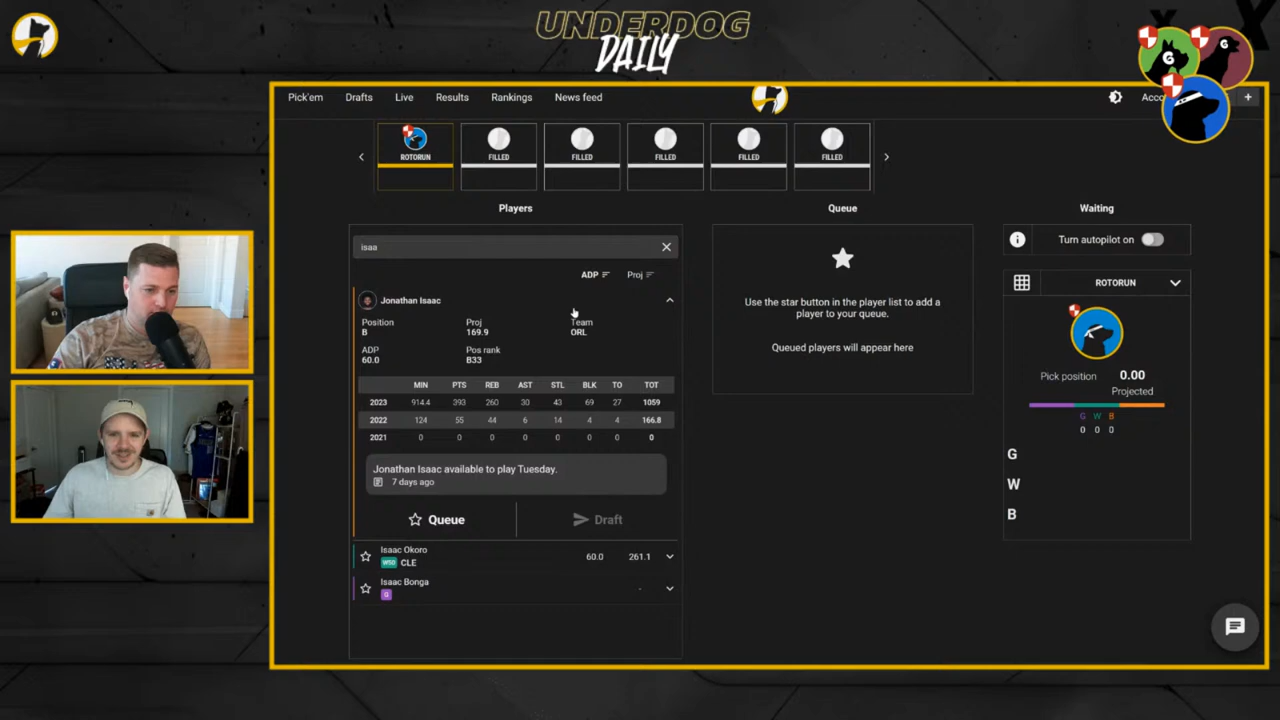 UNDERDOG
DAILY
G
G
Pick'em Drafts Live Results Rankings News feed
Acco
+
ROTORUN FILLED FILLED FILLED FILLED FILLED
Players Queue Waiting
isaa
ADP Proj
Jonathan Isaac
Position Proj Team
B 169.9 ORL
ADP Pos rank
60.0 B33
MIN PTS REB AST STL BLK TO TOT
2023 914.4 393 260 30 43 69 27 1059
2022 124 55 44 6 14 4 4 166.8
2021 0 0 0 0 0 0 0 0
Jonathan Isaac available to play Tuesday.
7 days ago
Queue Draft
Isaac Okoro 60.0 261.1
W50 CLE
Isaac Bonga -
G
Use the star button in the player list to add a
player to your queue.
Queued players will appear here
Turn autopilot on
ROTORUN
Pick position 0.00
Projected
G W B
0 0 0
G
W
B